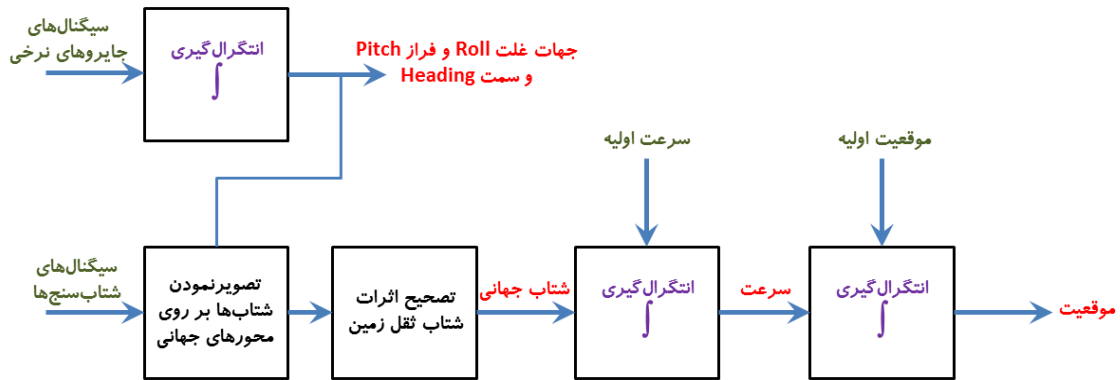 سیگنال‌های
جایروهای نرخی
انتگرال‌گیری
∫
جهات غلت Roll و فراز Pitch
و سمت Heading
سرعت اولیه
موقعیت اولیه
سیگنال‌های
شتاب‌سنج‌ها
تصویرنمودن
شتاب‌ها بر روی
محورهای جهانی
تصحیح اثرات
شتاب ثقل زمین
شتاب جهانی
انتگرال‌گیری
∫
سرعت
انتگرال‌گیری
∫
موقعیت